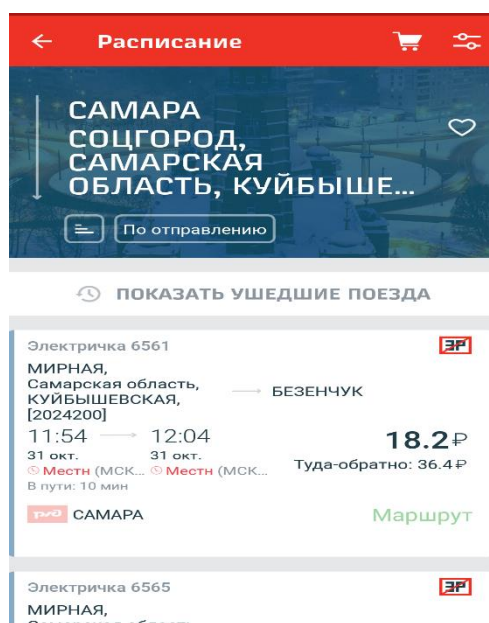 Расписание
САМАРА
СОЦГОРОД,
САМАРСКАЯ
ОБЛАСТЬ, КУЙБЫШЕ...
По отправлению
ПОКАЗАТЬ УШЕДШИЕ ПОЕЗДА
Электричка 6561
ЭР
МИРНАЯ,
Самарская область,
КУЙБЫШЕВСКАЯ,
[2024200]
БЕЗЕНЧУК
11:54 12:04
31 окт. 31 окт.
18.2₽
Местн (МСК... Местн (МСК...
Туда-обратно: 36.4₽
В пути: 10 мин
ржд САМАРА
Маршрут
Электричка 6565
ЭР
МИРНАЯ,